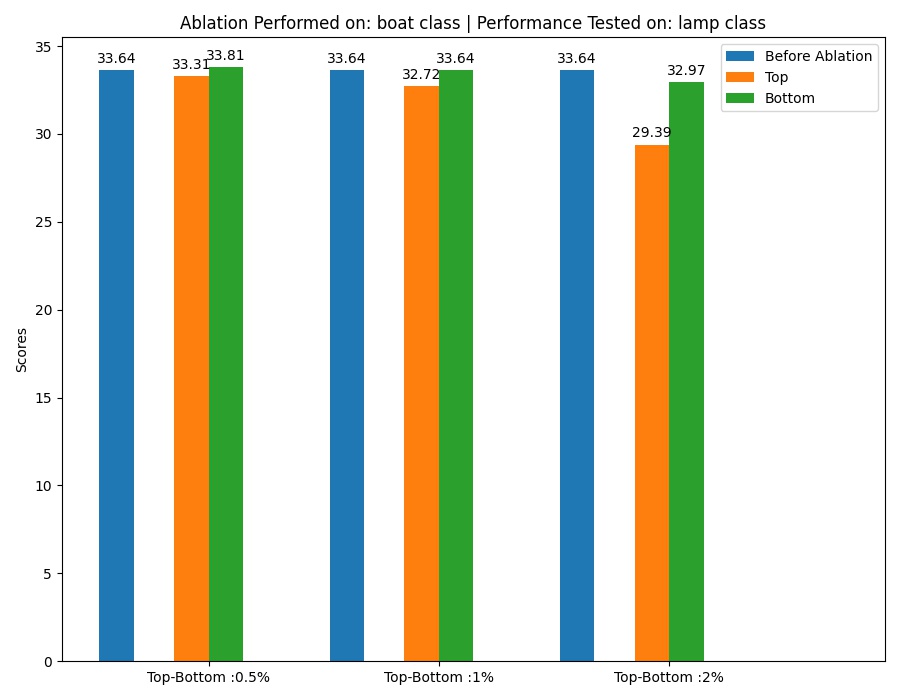 Ablation Performed on: boat class | Performance Tested on: lamp class
Before Ablation
Top
Bottom
Scores
35
30
25
20
15
10
5
0
33.64
33.31
33.81
33.64
32.72
33.64
33.64
29.39
32.97
Top-Bottom :0.5%
Top-Bottom :1%
Top-Bottom :2%